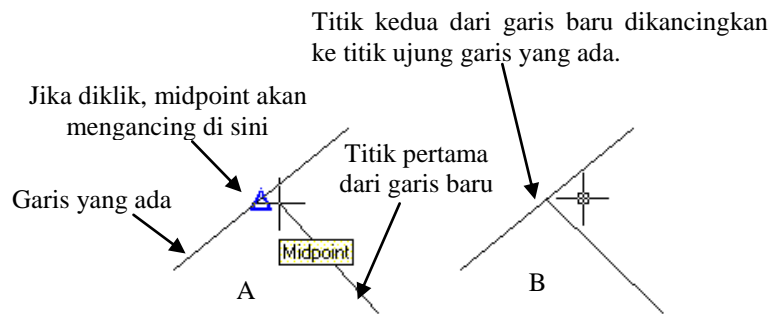 Titik kedua dari garis baru dikancingkan
ke titik ujung garis yang ada.
Jika diklik, midpoint akan
mengancing di sini
Titik pertama
dari garis baru
Garis yang ada
Midpoint
A
B